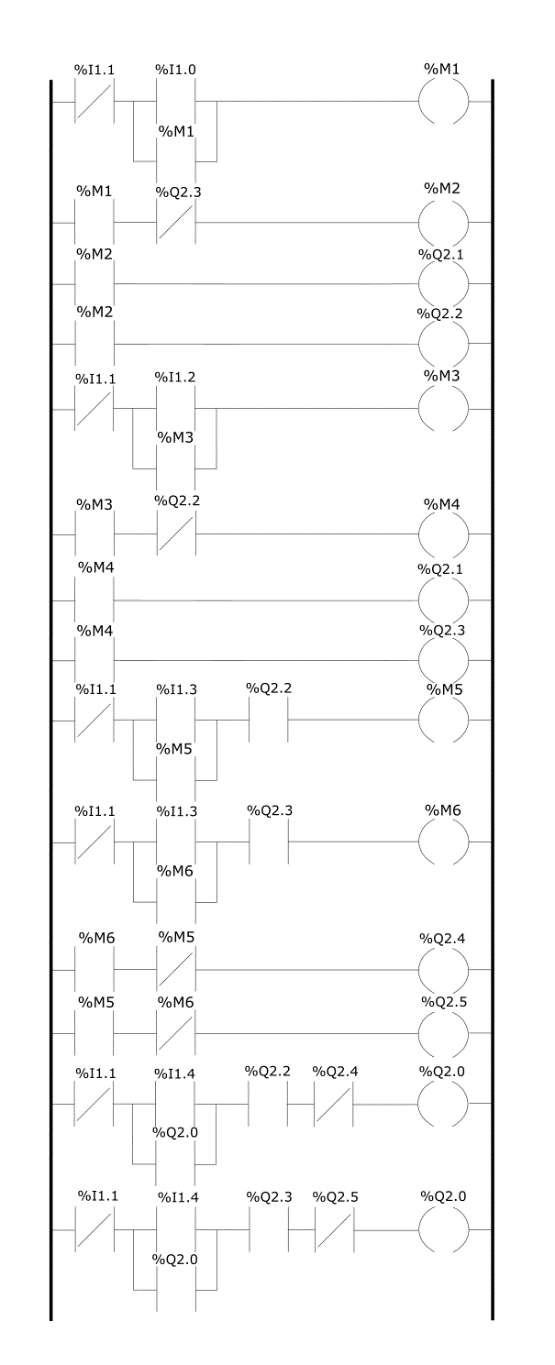 %I1.1 %I1.0 %M1
%M1
%M1 %Q2.3 %M2
%M2 %Q2.1
%M2 %Q2.2
%I1.1 %I1.2 %M3
%M3
%M3 %Q2.2 %M4
%M4 %Q2.1
%M4 %Q2.3
%I1.1 %I1.3 %Q2.2 %M5
%M5
%I1.1 %I1.3 %Q2.3 %M6
%M6
%M6 %M5 %Q2.4
%M5 %M6 %Q2.5
%I1.1 %I1.4 %Q2.2 %Q2.4 %Q2.0
%Q2.0
%I1.1 %I1.4 %Q2.3 %Q2.5 %Q2.0
%Q2.0